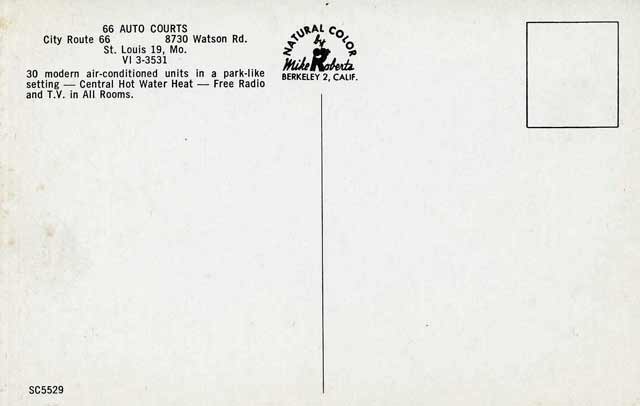 66 AUTO COURTS
City Route 66 8730 Watson Rd.
St. Louis 19, Mo.
VI 3-3531
30 modern air-conditioned units in a park-like
setting — Central Hot Water Heat — Free Radio
and T.V. in All Rooms.
NATURAL COLOR
by
Mike Roberts
BERKELEY 2, CALIF.
SC5529